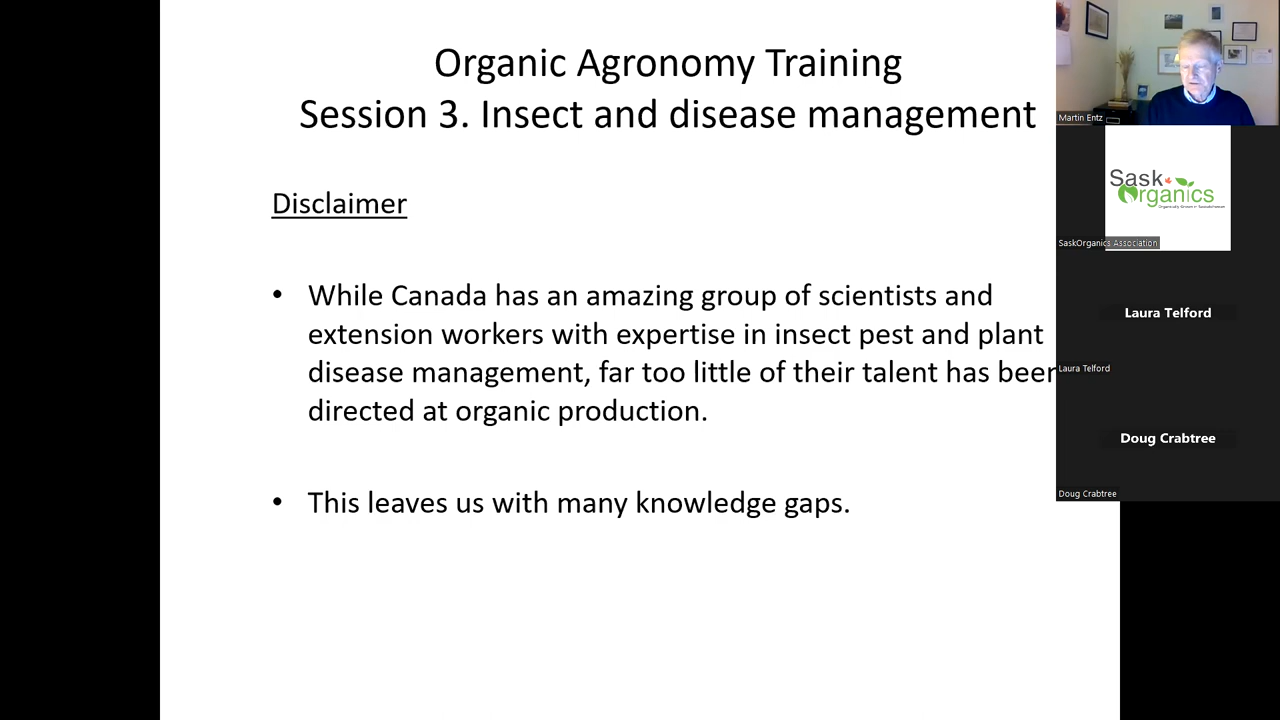 Organic Agronomy Training
Session 3. Insect and disease management
Disclaimer
• While Canada has an amazing group of scientists and
extension workers with expertise in insect pest and plant
disease management, far too little of their talent has been
directed at organic production.
• This leaves us with many knowledge gaps.
Martin Entz
Sask
Organics
SaskOrganics Association
Laura Telford
Laura Telford
Doug Crabtree
Doug Crabtree